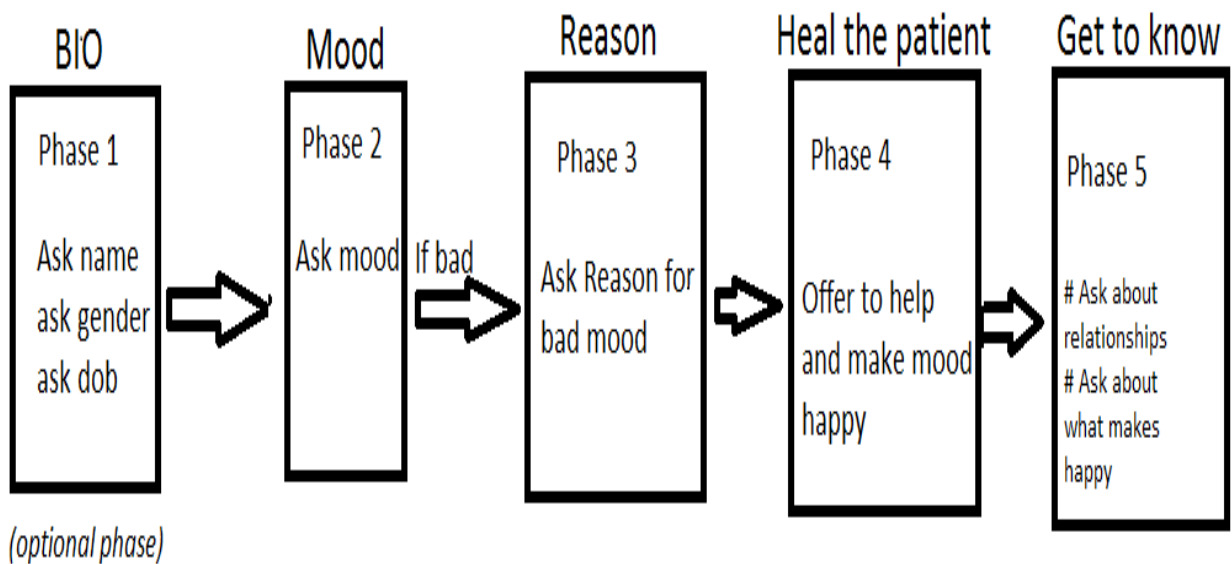 BIO
Phase 1
Ask name
ask gender
ask dob
(optional phase)
Mood
Phase 2
Ask mood
If bad
Reason
Phase 3
Ask Reason for
bad mood
Heal the patient
Phase 4
Offer to help
and make mood
happy
Get to know
Phase 5
# Ask about
relationships
# Ask about
what makes
happy